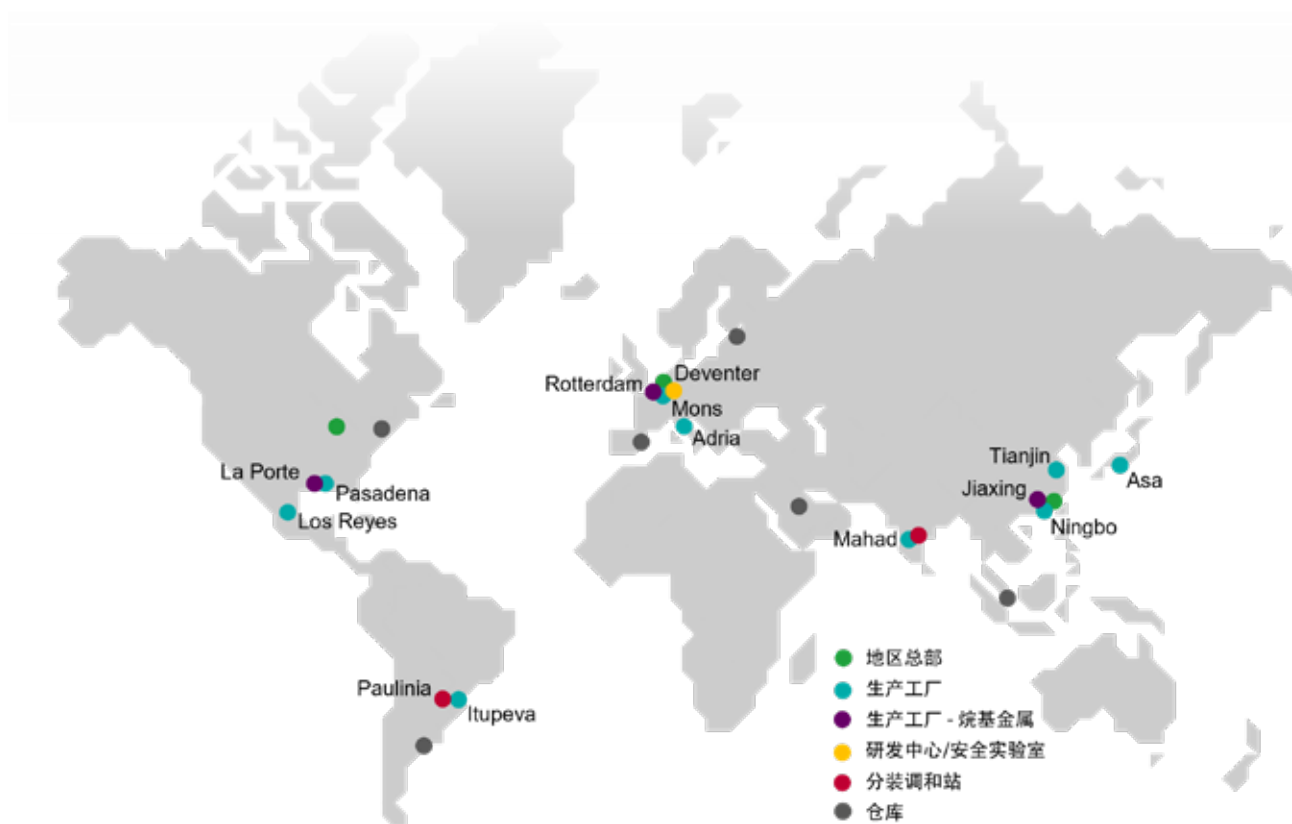 Deventer
Rotterdam
Mons
Adria
La Porte
Pasadena
Los Reyes
Tianjin
Asa
Jiaxing
Ningbo
Mahad
Paulinia
Itupeva
地区总部
生产工厂
生产工厂 - 烷基金属
研发中心/安全实验室
分装调和站
仓库